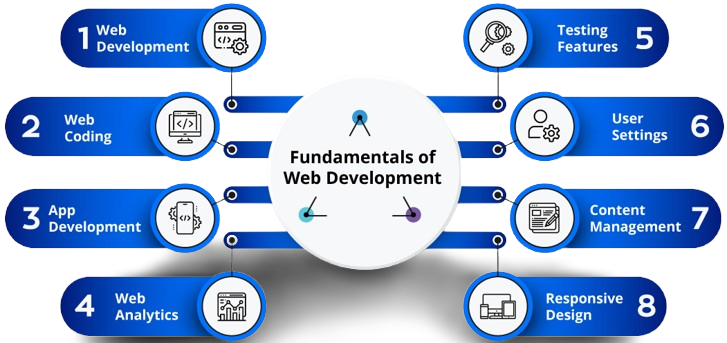 1 Web
Development
2 Web
Coding
3 App
Development
4 Web
Analytics
Fundamentals of
Web Development
Testing
Features 5
User
Settings 6
Content
Management 7
Responsive
Design 8